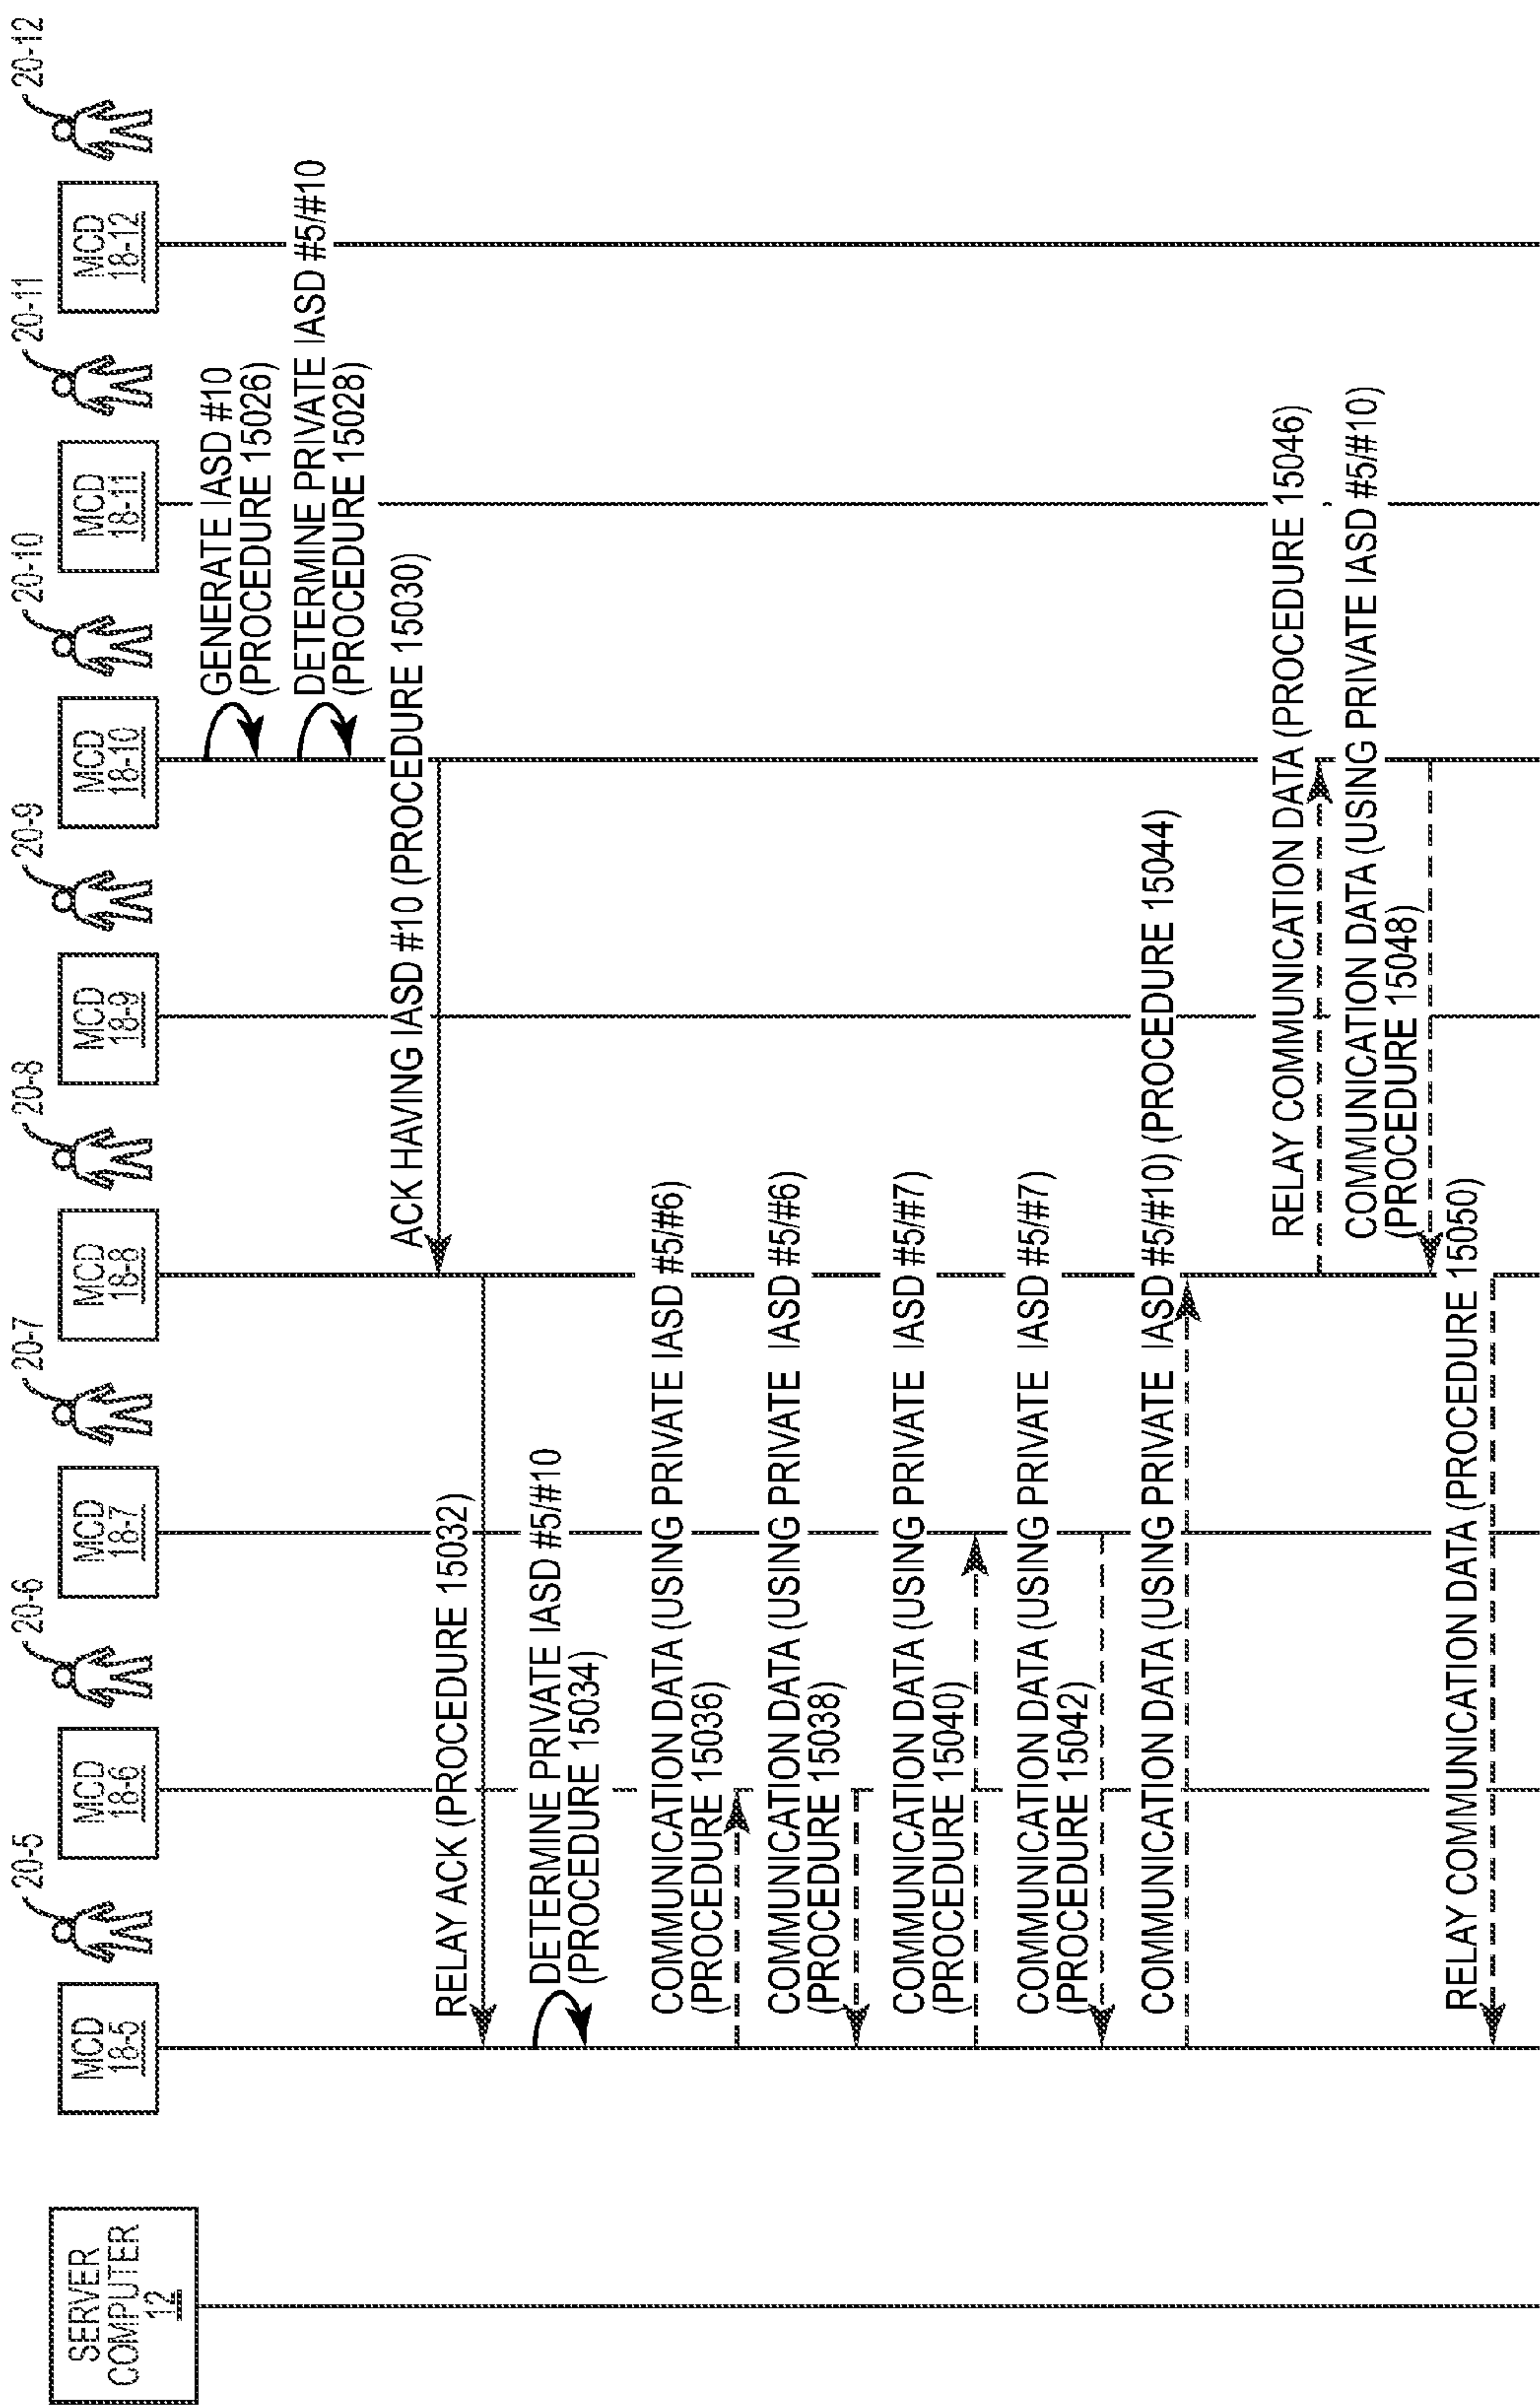 SERVER
COMPUTER
12
MCD
18-5
20-5
MCD
18-6
20-6
MCD
18-7
20-7
MCD
18-8
20-8
MCD
18-9
20-9
MCD
18-10
20-10
MCD
18-11
20-11
MCD
18-12
20-12
GENERATE IASD #10
(PROCEDURE 15026)
DETERMINE PRIVATE IASD #5/#10
(PROCEDURE 15028)
ACK HAVING IASD #10 (PROCEDURE 15030)
RELAY ACK (PROCEDURE 15032)
DETERMINE PRIVATE IASD #5/#10
(PROCEDURE 15034)
COMMUNICATION DATA (USING PRIVATE IASD #5/#6)
(PROCEDURE 15036)
COMMUNICATION DATA (USING PRIVATE IASD #5/#6)
(PROCEDURE 15038)
COMMUNICATION DATA (USING PRIVATE IASD #5/#7)
(PROCEDURE 15040)
COMMUNICATION DATA (USING PRIVATE IASD #5/#7)
(PROCEDURE 15042)
COMMUNICATION DATA (USING PRIVATE IASD #5/#10) (PROCEDURE 15044)
RELAY COMMUNICATION DATA (PROCEDURE 15046)
COMMUNICATION DATA (USING PRIVATE IASD #5/#10)
(PROCEDURE 15048)
RELAY COMMUNICATION DATA (PROCEDURE 15050)